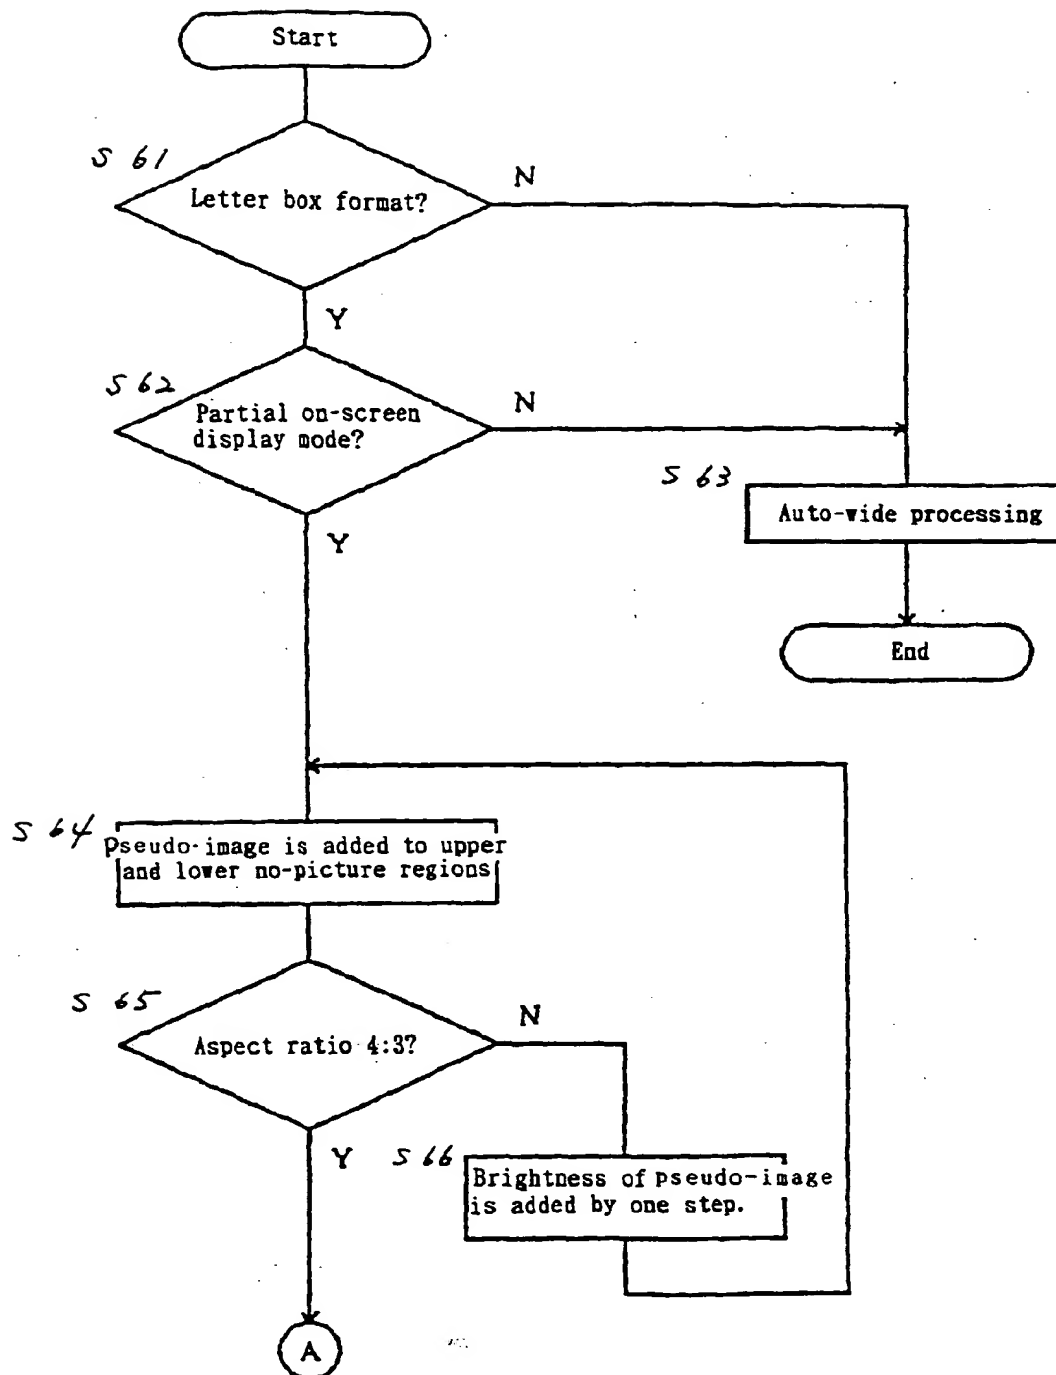 Start
S 61
Letter box format?
N
Y
S 62
Partial on-screen
display mode?
N
Y
S 63
Auto-wide processing
End
S 64
Pseudo-image is added to upper
and lower no-picture regions
S 65
Aspect ratio 4:3?
N
Y
S 66
Brightness of pseudo-image
is added by one step.
A